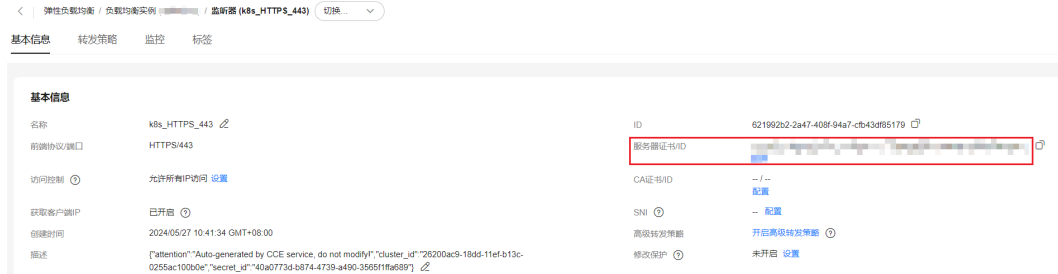 弹性负载均衡 / 负载均衡实例 / 监听器 (k8s_HTTPS_443) 切换...
基本信息 转发策略 监控 标签
基本信息
名称 k8s_HTTPS_443
ID 621992b2-2a47-408f-94a7-cfb43df85179
前端协议/端口 HTTPS/443
服务器证书/ID
访问控制 允许所有IP访问 设置
CA证书/ID -- / --
配置
获取客户端IP 已开启
SNI -- 配置
创建时间 2024/05/27 10:41:34 GMT+08:00
高级转发策略 开启高级转发策略
描述 {"attention":"Auto-generated by CCE service, do not modify!","cluster_id":"26200ac9-18dd-11ef-b13c-
0255ac100b0e","secret_id":"40a0773d-b874-4739-a490-3565f1ffa689"}
修改保护 未开启 设置